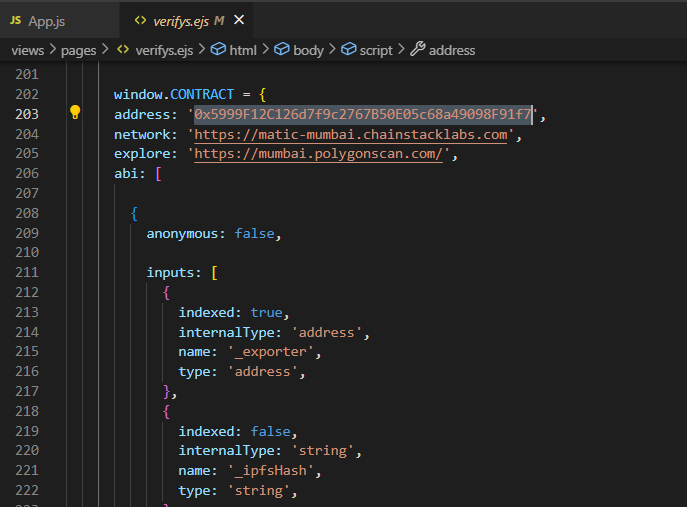 JS App.js
<> verifys.ejs M ×
views > pages > <> verifys.ejs > html > body > script > address
201
202 window.CONTRACT = {
203 address: '0x5999F12C126d7f9c2767B50E05c68a49098F91f7',
204 network: 'https://matic-mumbai.chainstacklabs.com',
205 explore: 'https://mumbai.polygonscan.com/',
206 abi: [
207
208 {
209 anonymous: false,
210
211 inputs: [
212 {
213 indexed: true,
214 internalType: 'address',
215 name: '_exporter',
216 type: 'address',
217 },
218 {
219 indexed: false,
220 internalType: 'string',
221 name: '_ipfsHash',
222 type: 'string',